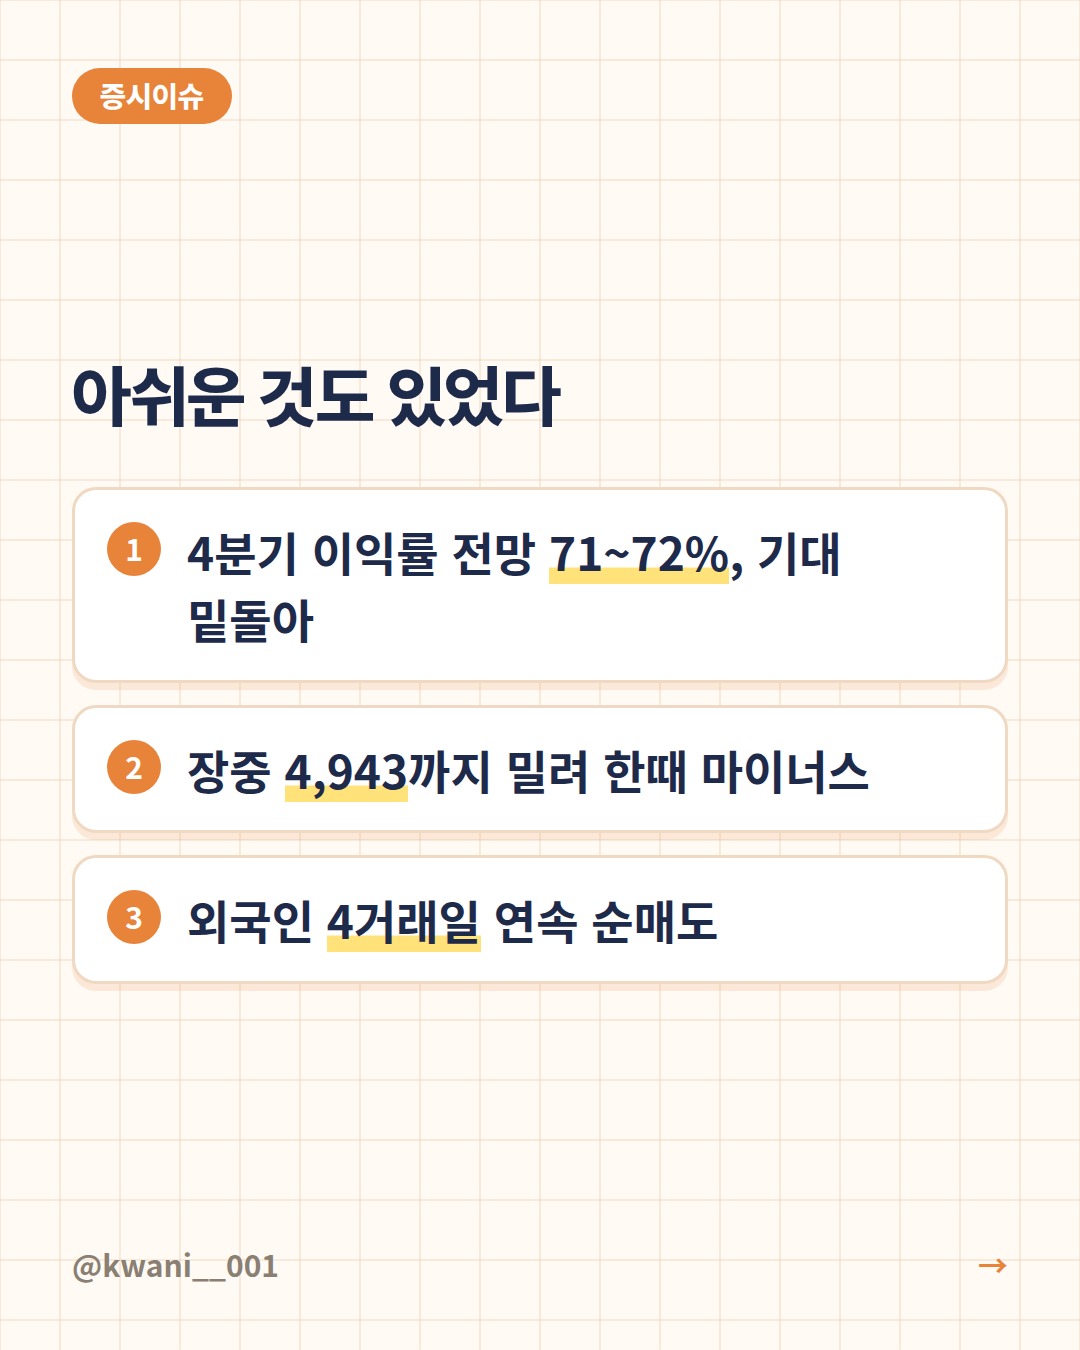 증시이슈
아쉬운 것도 있었다
1 4분기 이익률 전망 71~72%, 기대
밑돌아
2 장중 4,943까지 밀려 한때 마이너스
3 외국인 4거래일 연속 순매도
@kwani__001 →